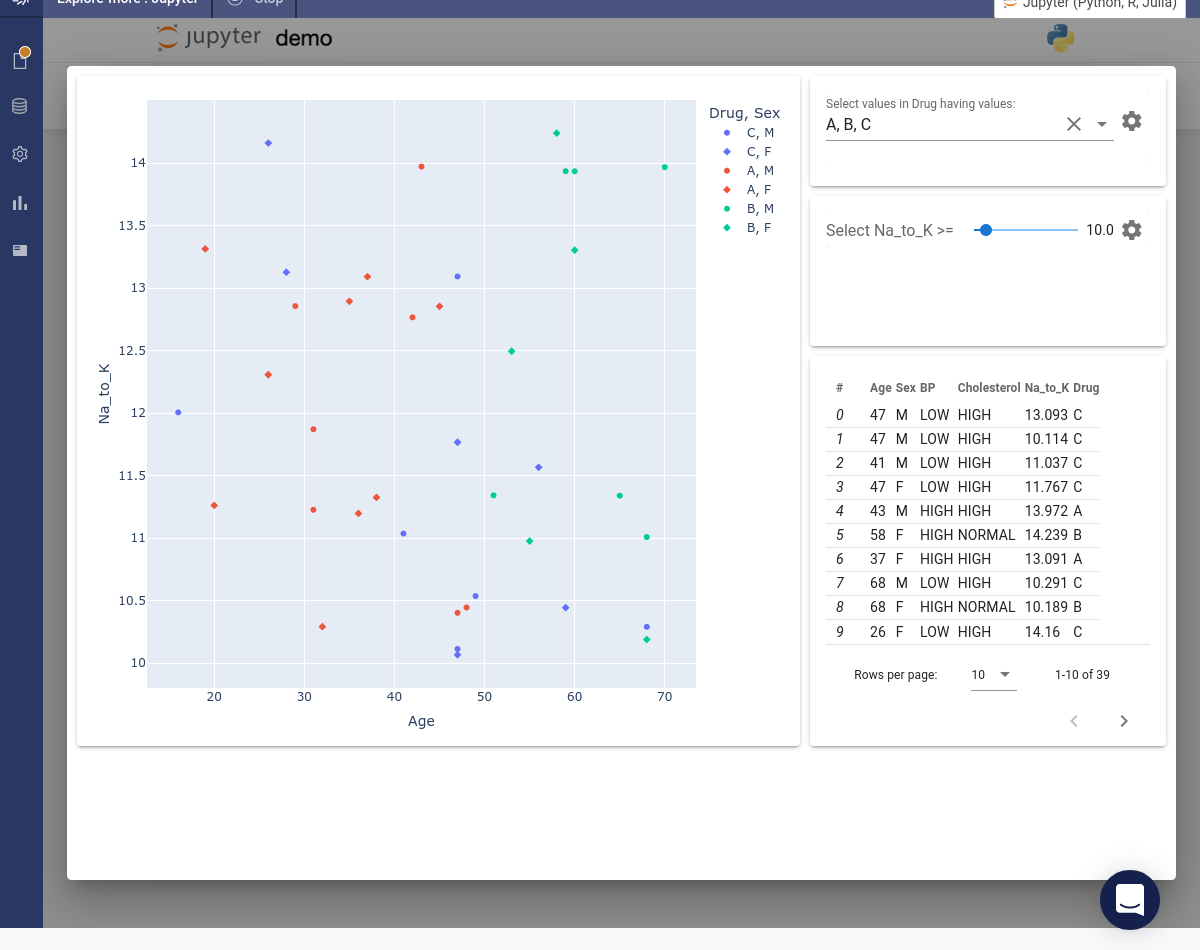 Explore more : Jupyter
Stop
Jupyter (Python, R, Julia)
jupyter demo
Drug, Sex
C, M
C, F
A, M
A, F
B, M
B, F
14
13.5
13
12.5
12
11.5
11
10.5
10
Na_to_K
20 30 40 50 60 70
Age
Select values in Drug having values:
A, B, C
Select Na_to_K >= 10.0
# Age Sex BP Cholesterol Na_to_K Drug
0 47 M LOW HIGH 13.093 C
1 47 M LOW HIGH 10.114 C
2 41 M LOW HIGH 11.037 C
3 47 F LOW HIGH 11.767 C
4 43 M HIGH HIGH 13.972 A
5 58 F HIGH NORMAL 14.239 B
6 37 F HIGH HIGH 13.091 A
7 68 M LOW HIGH 10.291 C
8 68 F HIGH NORMAL 10.189 B
9 26 F LOW HIGH 14.16 C
Rows per page: 10 1-10 of 39